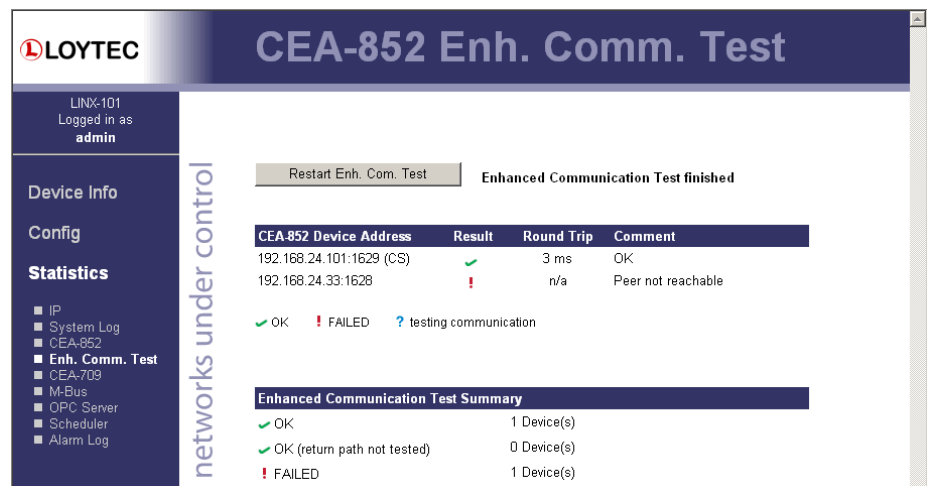 LOYTEC
CEA-852 Enh. Comm. Test
LINX-101
Logged in as
admin
Device Info
Config
Statistics
IP
System Log
CEA-852
Enh. Comm. Test
CEA-709
M-Bus
OPC Server
Scheduler
Alarm Log
networks under control
Restart Enh. Com. Test
Enhanced Communication Test finished
CEA-852 Device Address Result Round Trip Comment
192.168.24.101:1629 (CS) 3 ms OK
192.168.24.33:1628 ! n/a Peer not reachable
OK ! FAILED ? testing communication
Enhanced Communication Test Summary
OK 1 Device(s)
OK (return path not tested) 0 Device(s)
! FAILED 1 Device(s)